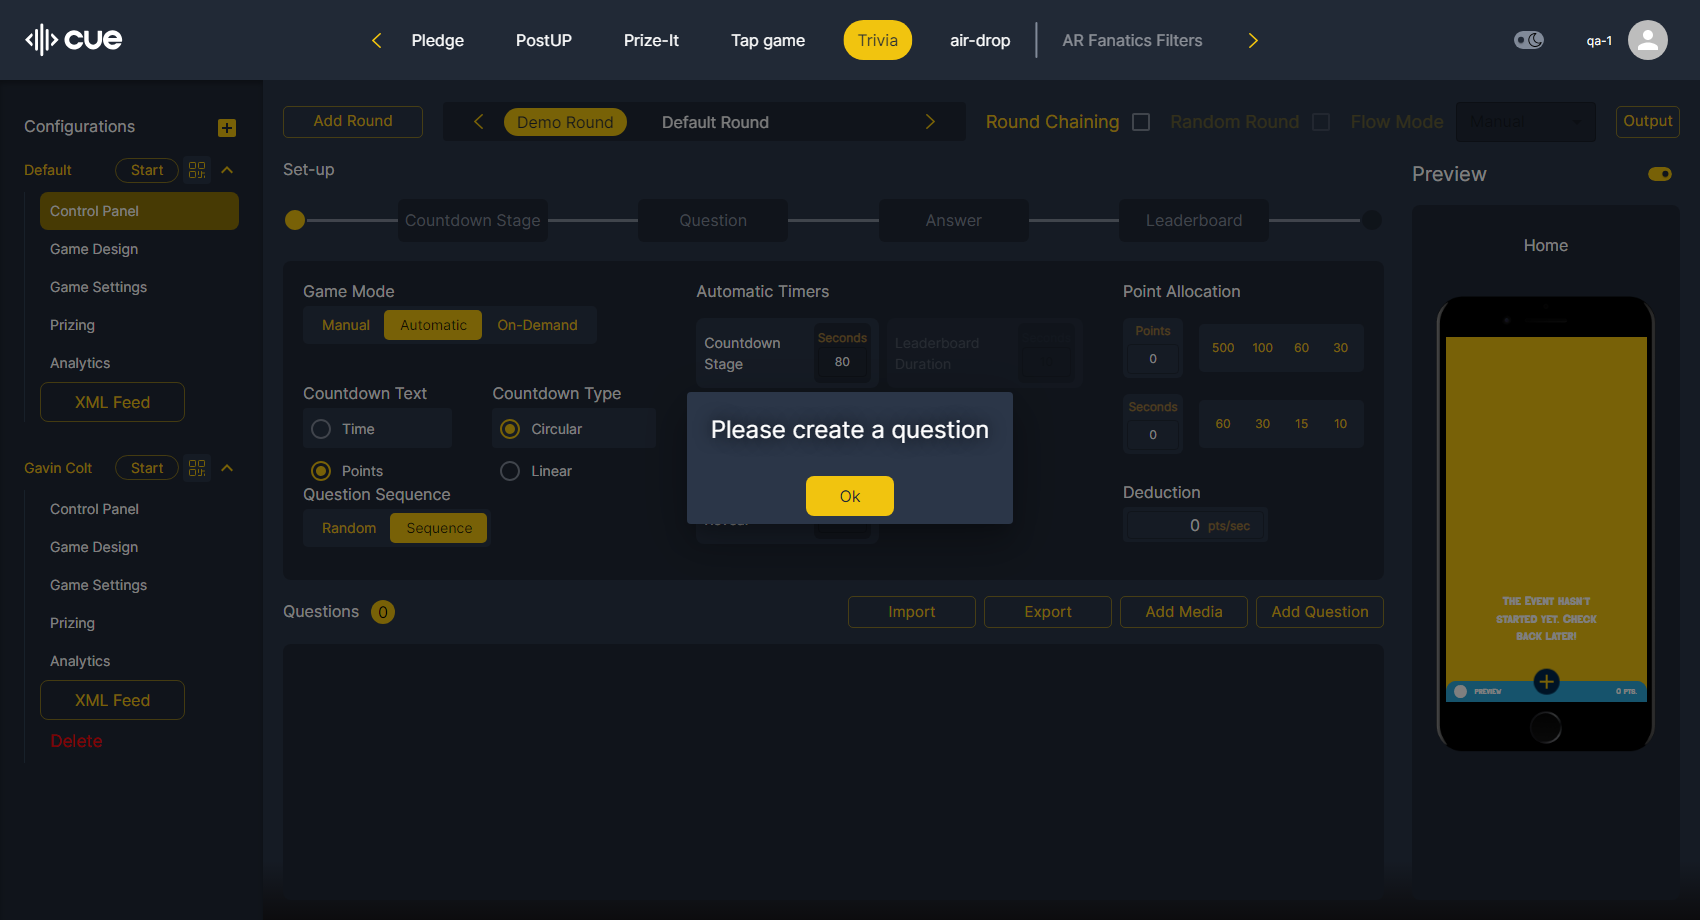 cue
Pledge
PostUP
Prize-It
Tap game
Trivia
air-drop
AR Fanatics Filters
qa-1
Configurations
Default
Start
Control Panel
Game Design
Game Settings
Prizing
Analytics
XML Feed
Gavin Colt
Start
Control Panel
Game Design
Game Settings
Prizing
Analytics
XML Feed
Delete
Add Round
Demo Round
Default Round
Round Chaining
Random Round
Flow Mode
Manual
Output
Set-up
Countdown Stage
Question
Answer
Leaderboard
Game Mode
Manual
Automatic
On-Demand
Countdown Text
Time
Points
Countdown Type
Circular
Linear
Question Sequence
Random
Sequence
Automatic Timers
Countdown
Stage
Seconds
80
Leaderboard
Duration
Point Allocation
Points
0
500
100
60
30
Seconds
0
60
30
15
10
Deduction
0 pts/sec
Please create a question
Ok
Questions
0
Import
Export
Add Media
Add Question
Preview
Home
The Event hasn't
started yet. Check
back later!
PREVIEW
0 PTS.